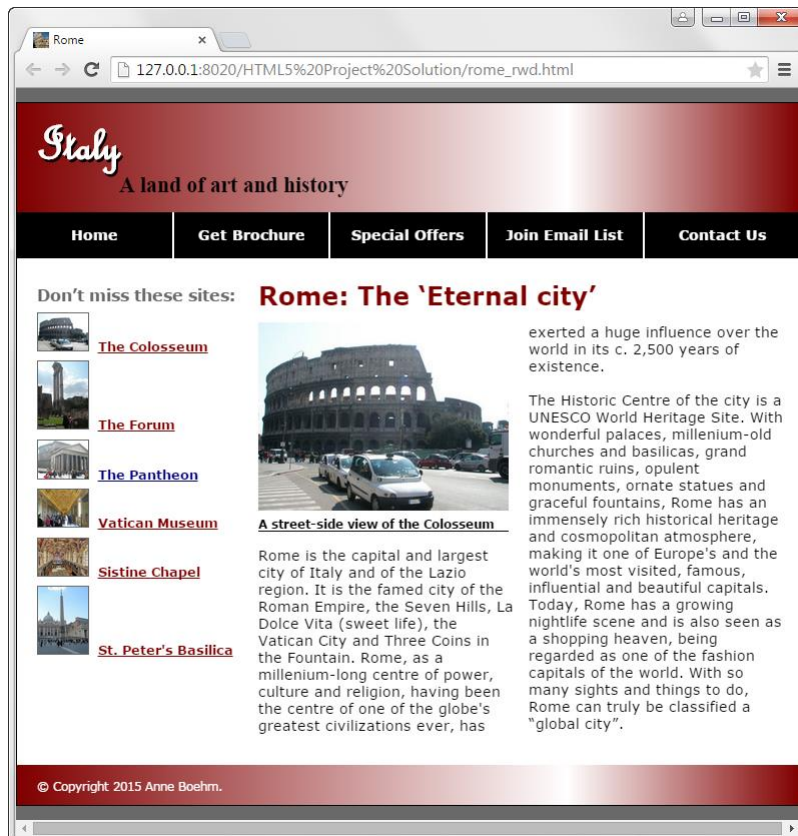 Rome
127.0.0.1:8020/HTML5%20Project%20Solution/rome_rwd.html
Italy
A land of art and history
Home
Get Brochure
Special Offers
Join Email List
Contact Us
Don't miss these sites:
The Colosseum
The Forum
The Pantheon
Vatican Museum
Sistine Chapel
St. Peter's Basilica
Rome: The ‘Eternal city’
A street-side view of the Colosseum
Rome is the capital and largest
city of Italy and of the Lazio
region. It is the famed city of the
Roman Empire, the Seven Hills, La
Dolce Vita (sweet life), the
Vatican City and Three Coins in
the Fountain. Rome, as a
millenium-long centre of power,
culture and religion, having been
the centre of one of the globe's
greatest civilizations ever, has
exerted a huge influence over the
world in its c. 2,500 years of
existence.
The Historic Centre of the city is a
UNESCO World Heritage Site. With
wonderful palaces, millenium-old
churches and basilicas, grand
romantic ruins, opulent
monuments, ornate statues and
graceful fountains, Rome has an
immensely rich historical heritage
and cosmopolitan atmosphere,
making it one of Europe's and the
world's most visited, famous,
influential and beautiful capitals.
Today, Rome has a growing
nightlife scene and is also seen as
a shopping heaven, being
regarded as one of the fashion
capitals of the world. With so
many sights and things to do,
Rome can truly be classified a
“global city”.
© Copyright 2015 Anne Boehm.